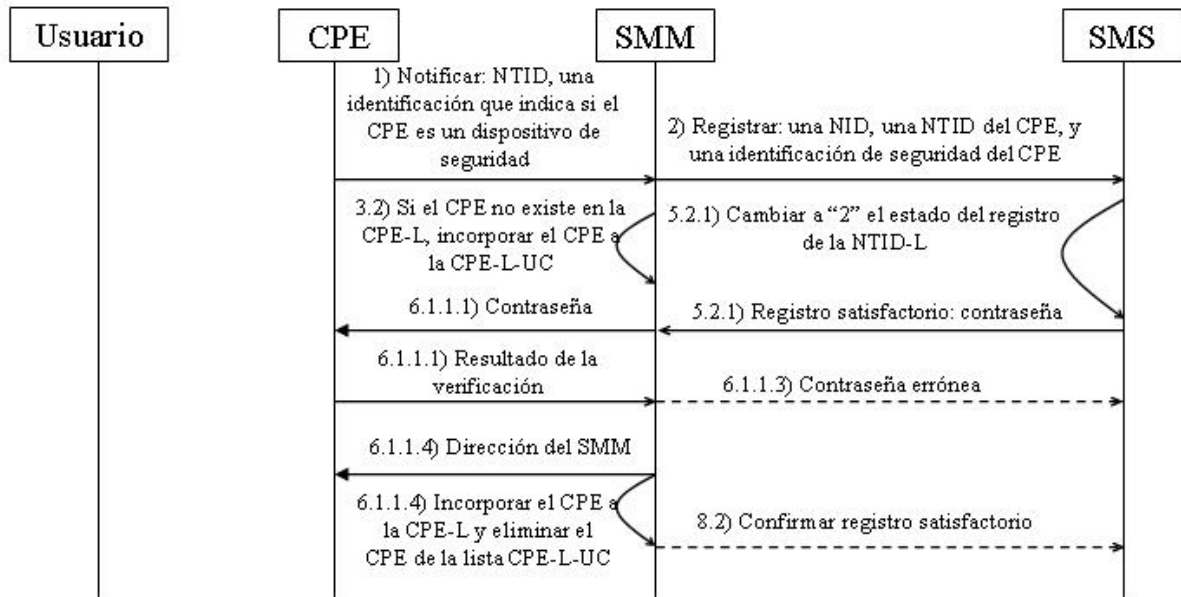 Usuario
CPE
SMM
SMS
1) Notificar: NTID, una
identificación que indica si el
CPE es un dispositivo de
seguridad
2) Registrar: una NID, una NTID del CPE, y
una identificación de seguridad del CPE
3.2) Si el CPE no existe en la
CPE-L, incorporar el CPE a
la CPE-L-UC
5.2.1) Cambiar a “2” el estado del registro
de la NTID-L
6.1.1.1) Contraseña
5.2.1) Registro satisfactorio: contraseña
6.1.1.1) Resultado de la
verificación
6.1.1.3) Contraseña errónea
6.1.1.4) Dirección del SMM
6.1.1.4) Incorporar el CPE a
la CPE-L y eliminar el
CPE de la lista CPE-L-UC
8.2) Confirmar registro satisfactorio